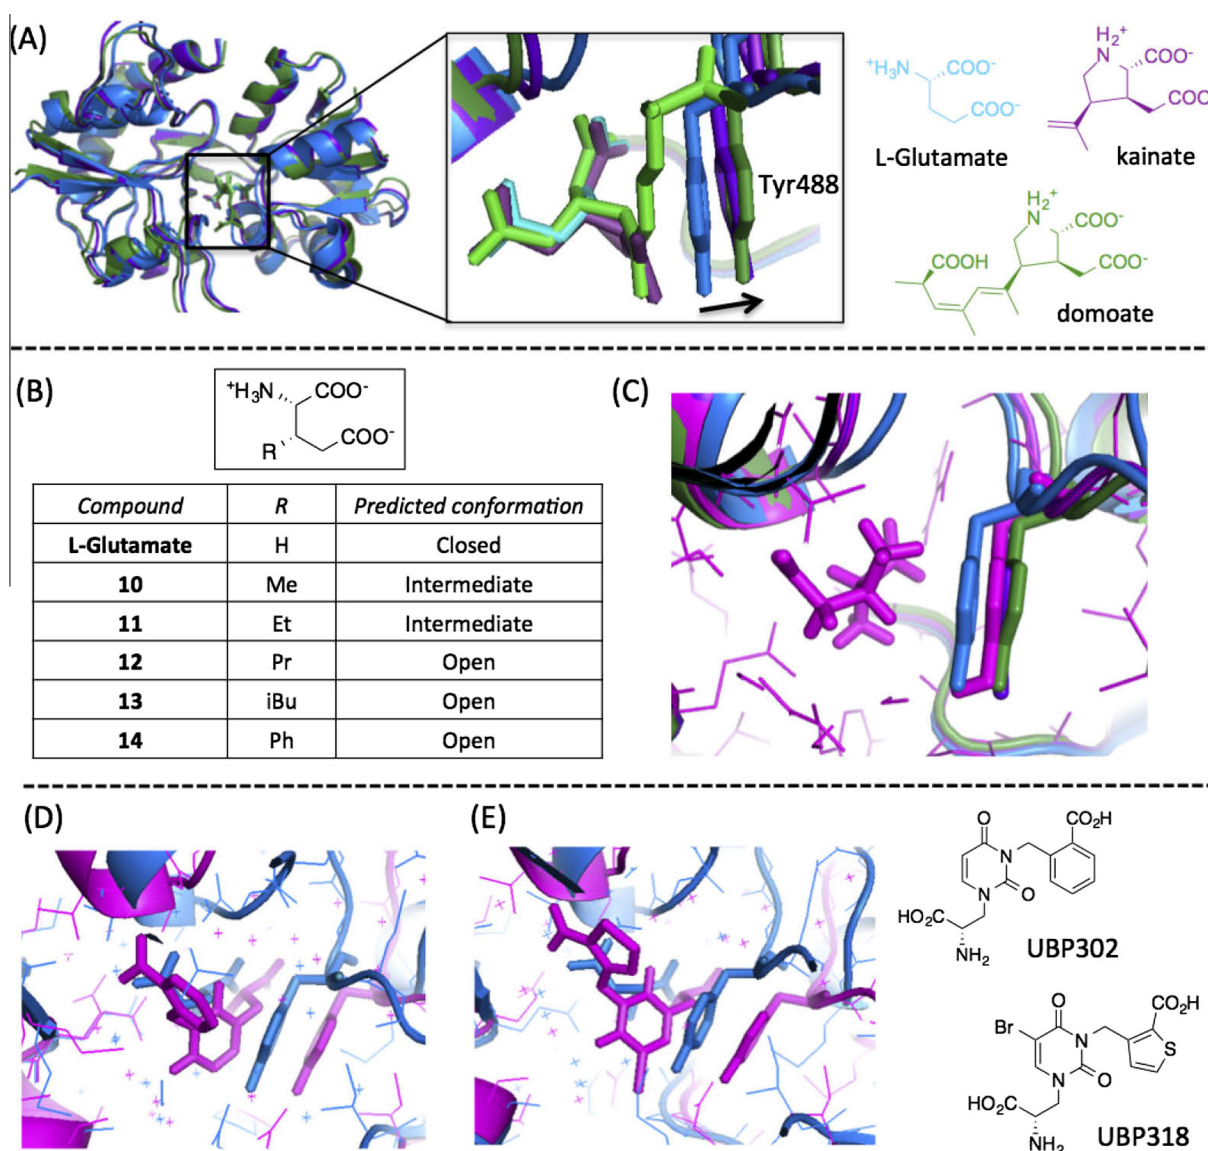 (A)
Tyr488
⁺H₃N COO⁻
COO⁻
L-Glutamate
H₂⁺
N COO⁻
COO
kainate
H₂⁺
N COO⁻
COOH COO⁻
domoate
(B)
⁺H₃N COO⁻
R COO⁻
Compound R Predicted conformation
L-Glutamate H Closed
10 Me Intermediate
11 Et Intermediate
12 Pr Open
13 iBu Open
14 Ph Open
(C)
(D)
(E)
O CO₂H
N
N O
HO₂C
NH₂
UBP302
O CO₂H
Br N S
N O
HO₂C
NH₂
UBP318